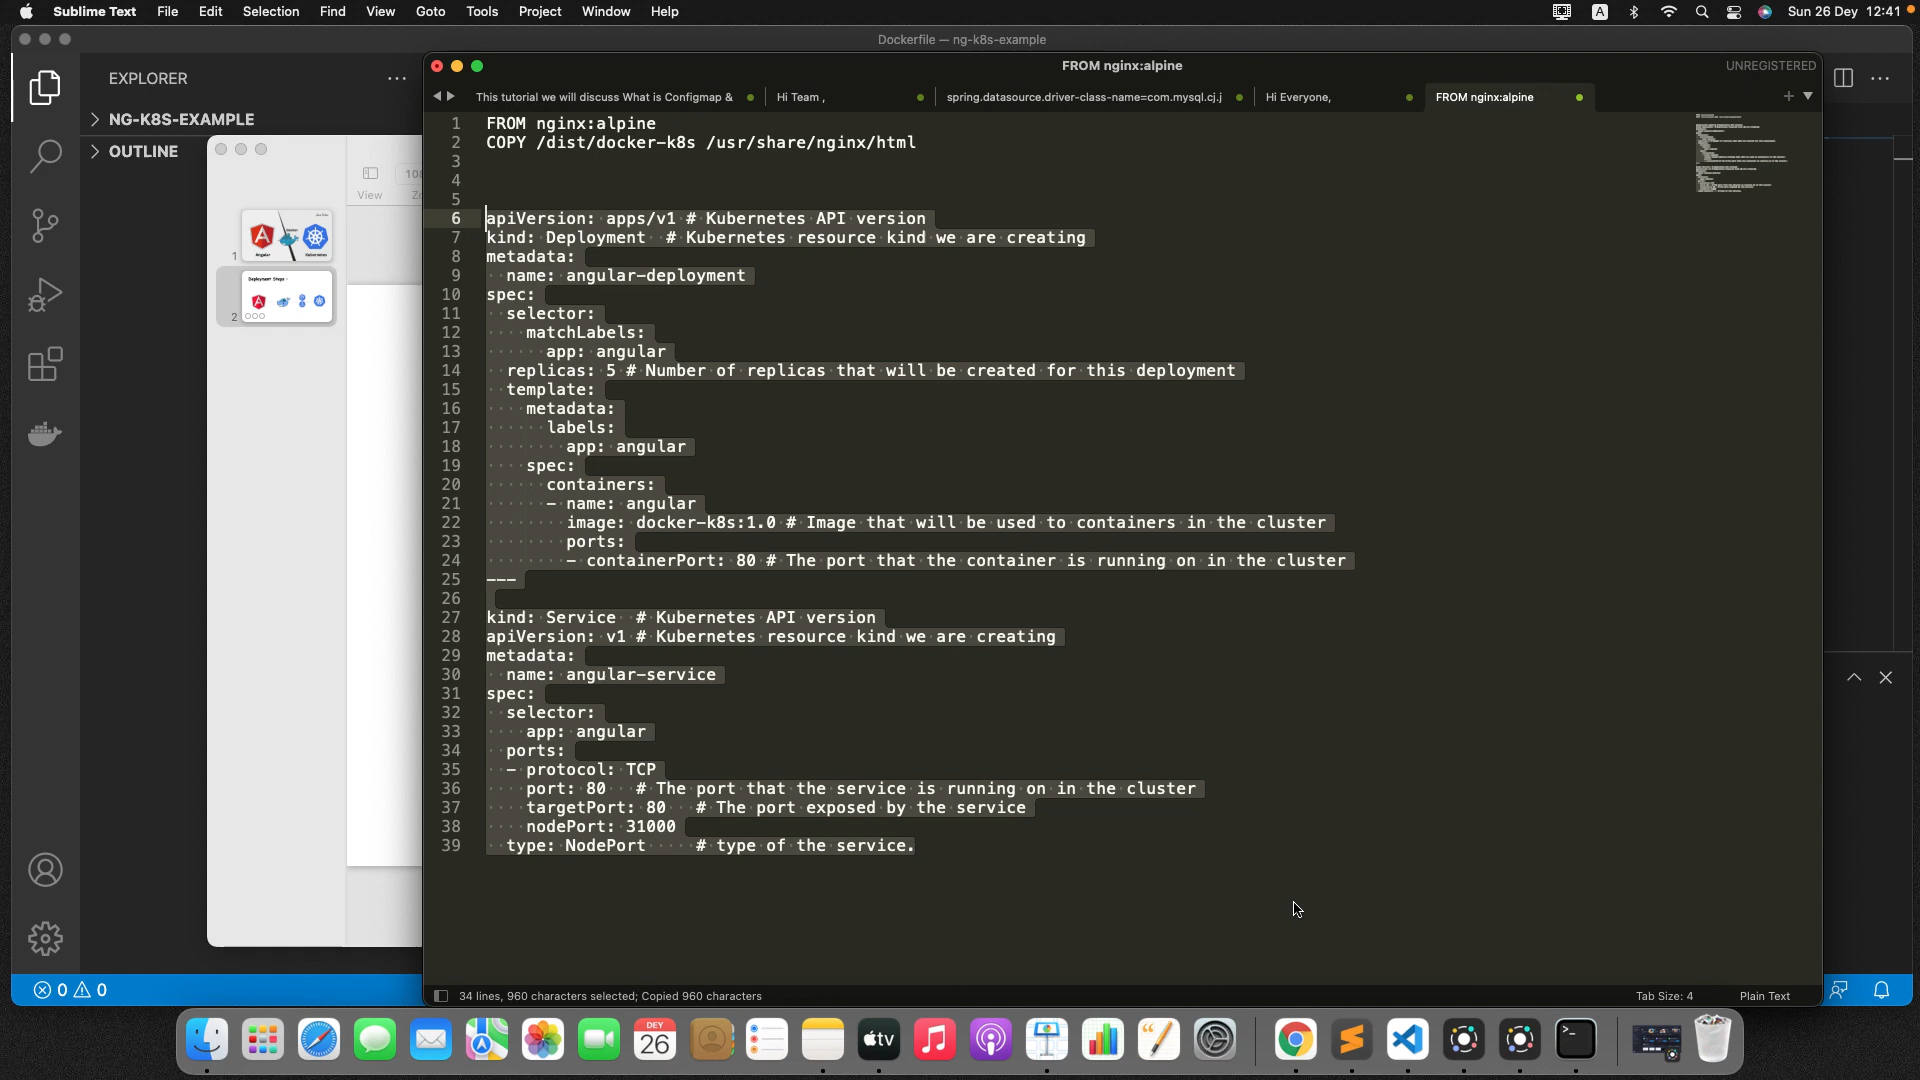 Sublime Text File Edit Selection Find View Goto Tools Project Window Help A Sun 26 Dey 12:41
Dockerfile — ng-k8s-example
EXPLORER
NG-K8S-EXAMPLE
OUTLINE
View
1
Angular Kubernetes
2
Deployment Steps -
FROM nginx:alpine UNREGISTERED
This tutorial we will discuss What is Configmap & Hi Team , spring.datasource.driver-class-name=com.mysql.cj.j Hi Everyone, FROM nginx:alpine
1 FROM nginx:alpine
2 COPY /dist/docker-k8s /usr/share/nginx/html
3
4
5
6 apiVersion: apps/v1 # Kubernetes API version
7 kind: Deployment # Kubernetes resource kind we are creating
8 metadata:
9 name: angular-deployment
10 spec:
11 selector:
12 matchLabels:
13 app: angular
14 replicas: 5 # Number of replicas that will be created for this deployment
15 template:
16 metadata:
17 labels:
18 app: angular
19 spec:
20 containers:
21 - name: angular
22 image: docker-k8s:1.0 # Image that will be used to containers in the cluster
23 ports:
24 - containerPort: 80 # The port that the container is running on in the cluster
25 ---
26
27 kind: Service # Kubernetes API version
28 apiVersion: v1 # Kubernetes resource kind we are creating
29 metadata:
30 name: angular-service
31 spec:
32 selector:
33 app: angular
34 ports:
35 - protocol: TCP
36 port: 80 # The port that the service is running on in the cluster
37 targetPort: 80 # The port exposed by the service
38 nodePort: 31000
39 type: NodePort # type of the service.
0 0
34 lines, 960 characters selected; Copied 960 characters Tab Size: 4 Plain Text
DEY
26
tv